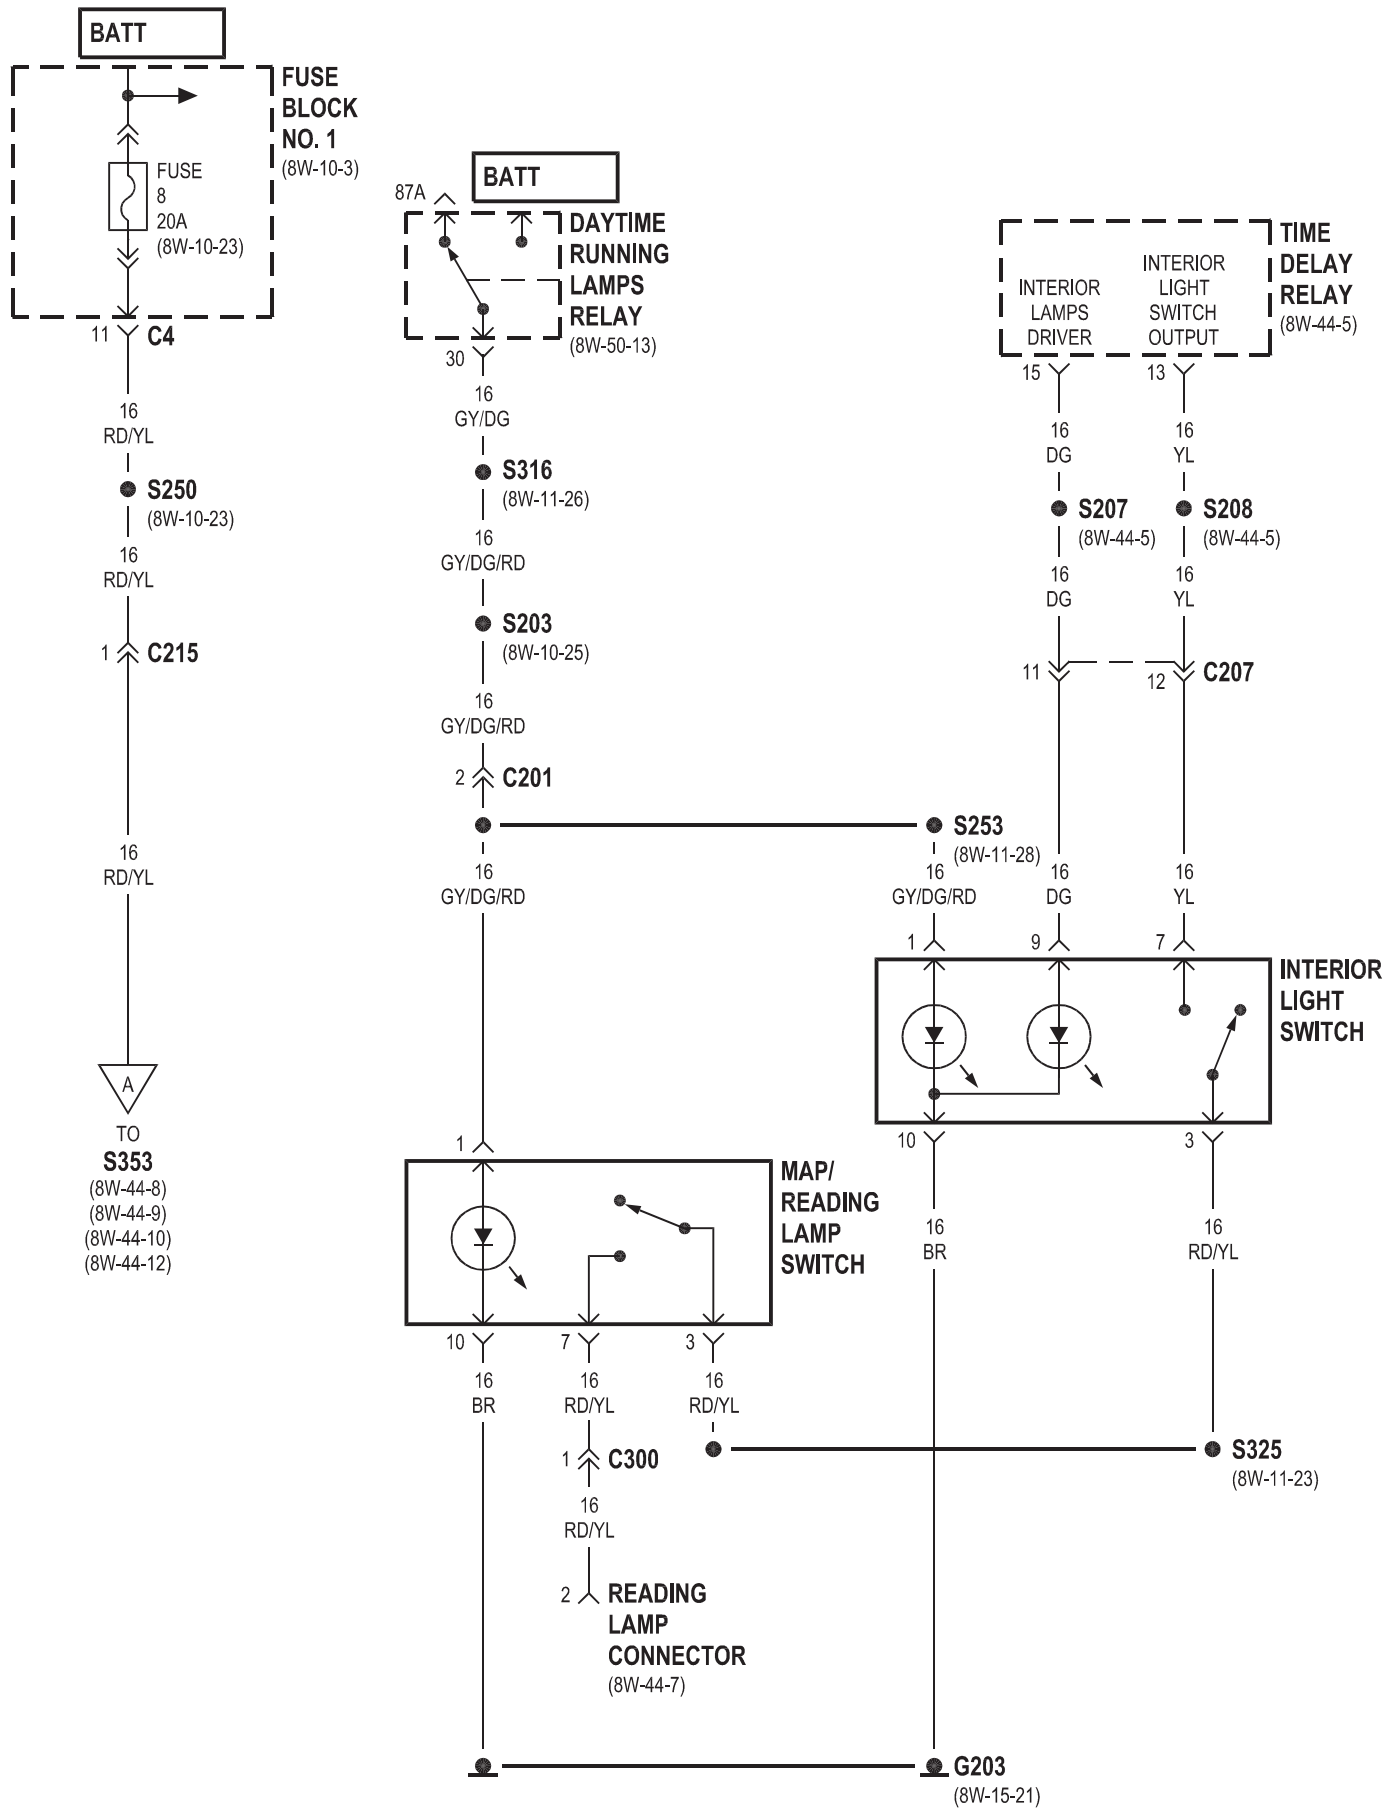 BATT
FUSE
BLOCK
NO. 1
(8W-10-3)
FUSE
8
20A
(8W-10-23)
11
C4
16
RD/YL
S250
(8W-10-23)
16
RD/YL
1
C215
16
RD/YL
A
TO
S353
(8W-44-8)
(8W-44-9)
(8W-44-10)
(8W-44-12)
BATT
87A
DAYTIME
RUNNING
LAMPS
RELAY
(8W-50-13)
30
16
GY/DG
S316
(8W-11-26)
16
GY/DG/RD
S203
(8W-10-25)
16
GY/DG/RD
2
C201
S253
(8W-11-28)
16
GY/DG/RD
16
GY/DG/RD
TIME
DELAY
RELAY
(8W-44-5)
INTERIOR
LAMPS
DRIVER
INTERIOR
LIGHT
SWITCH
OUTPUT
15
13
16
DG
16
YL
S207
(8W-44-5)
S208
(8W-44-5)
16
DG
16
YL
11
12
C207
16
DG
16
YL
1
9
7
INTERIOR
LIGHT
SWITCH
10
3
16
BR
16
RD/YL
1
MAP/
READING
LAMP
SWITCH
10
7
3
16
BR
16
RD/YL
16
RD/YL
1
C300
S325
(8W-11-23)
16
RD/YL
2
READING
LAMP
CONNECTOR
(8W-44-7)
G203
(8W-15-21)